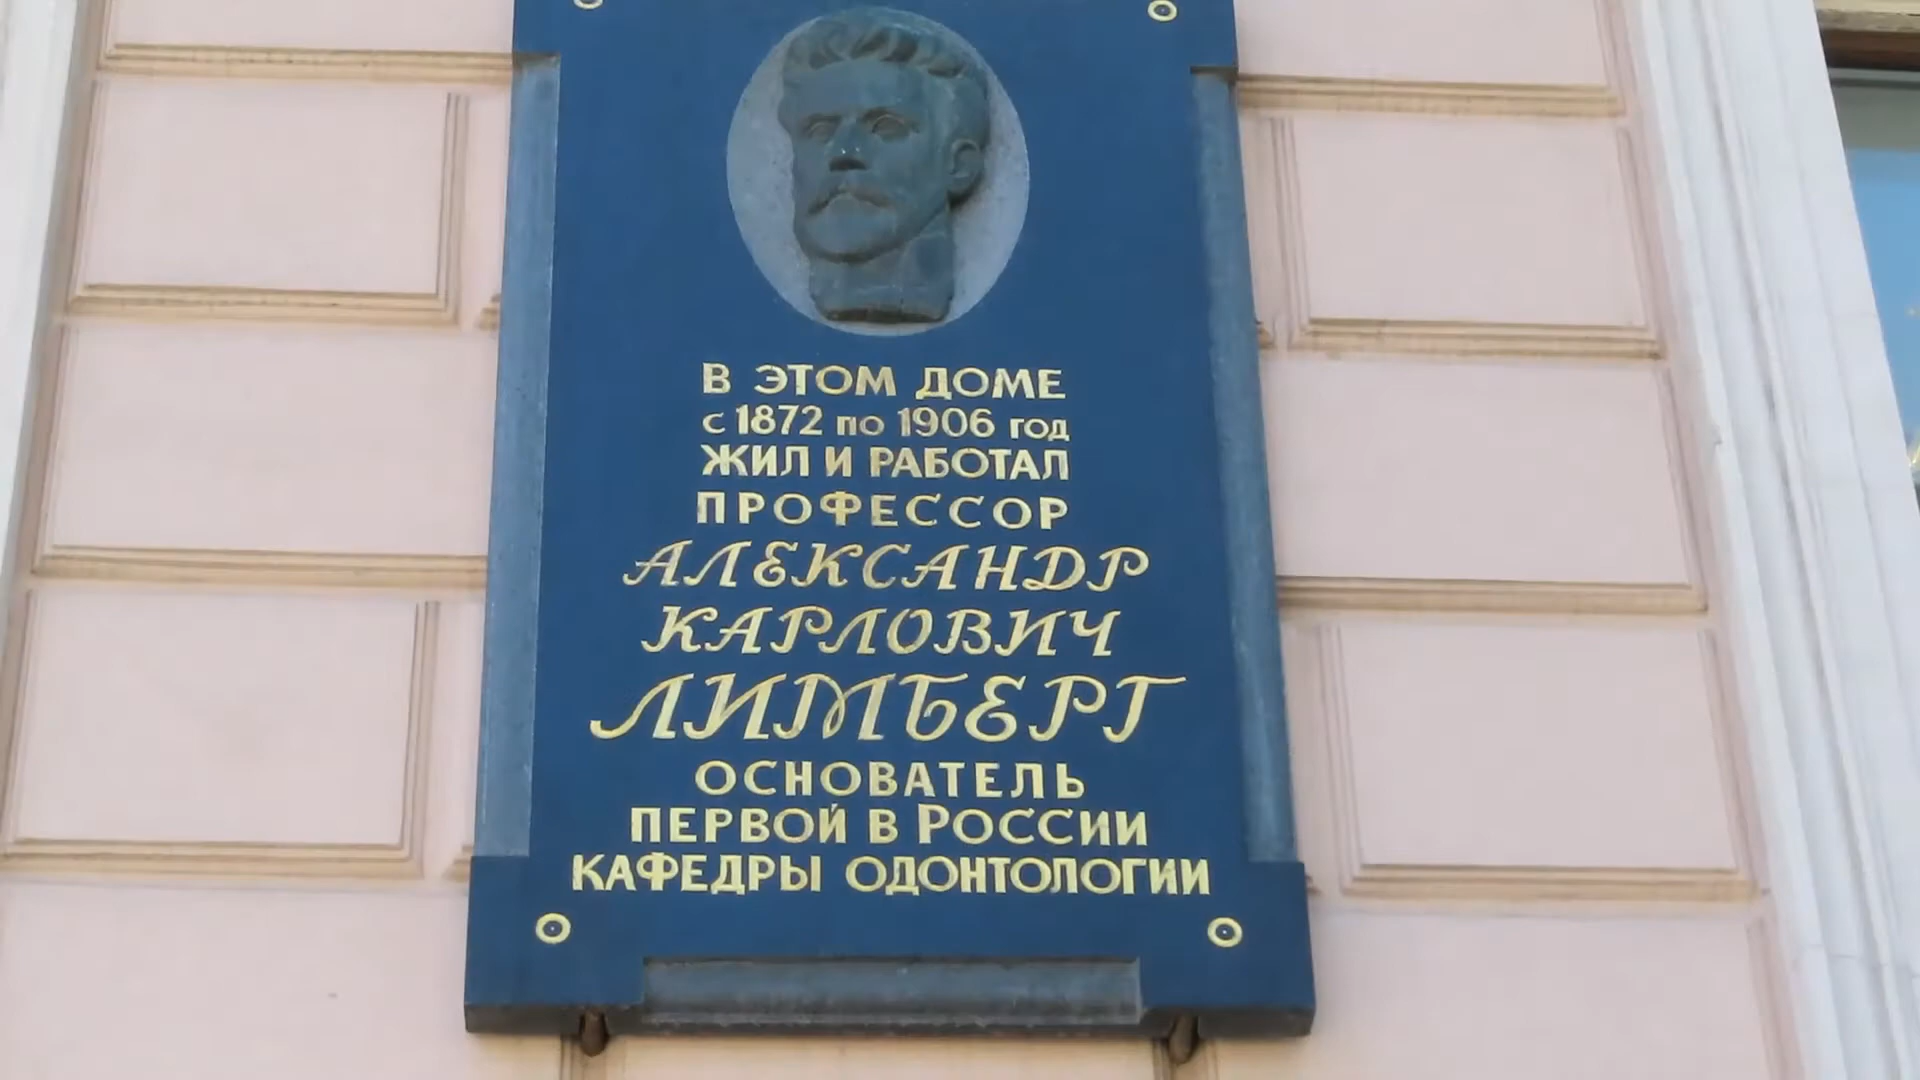 В ЭТОМ ДОМЕ
с 1872 по 1906 год
ЖИЛ И РАБОТАЛ
ПРОФЕССОР
АЛЕКСАНДР
КАРЛОВИЧ
ЛИМБЕРГ
ОСНОВАТЕЛЬ
ПЕРВОЙ В РОССИИ
КАФЕДРЫ ОДОНТОЛОГИИ